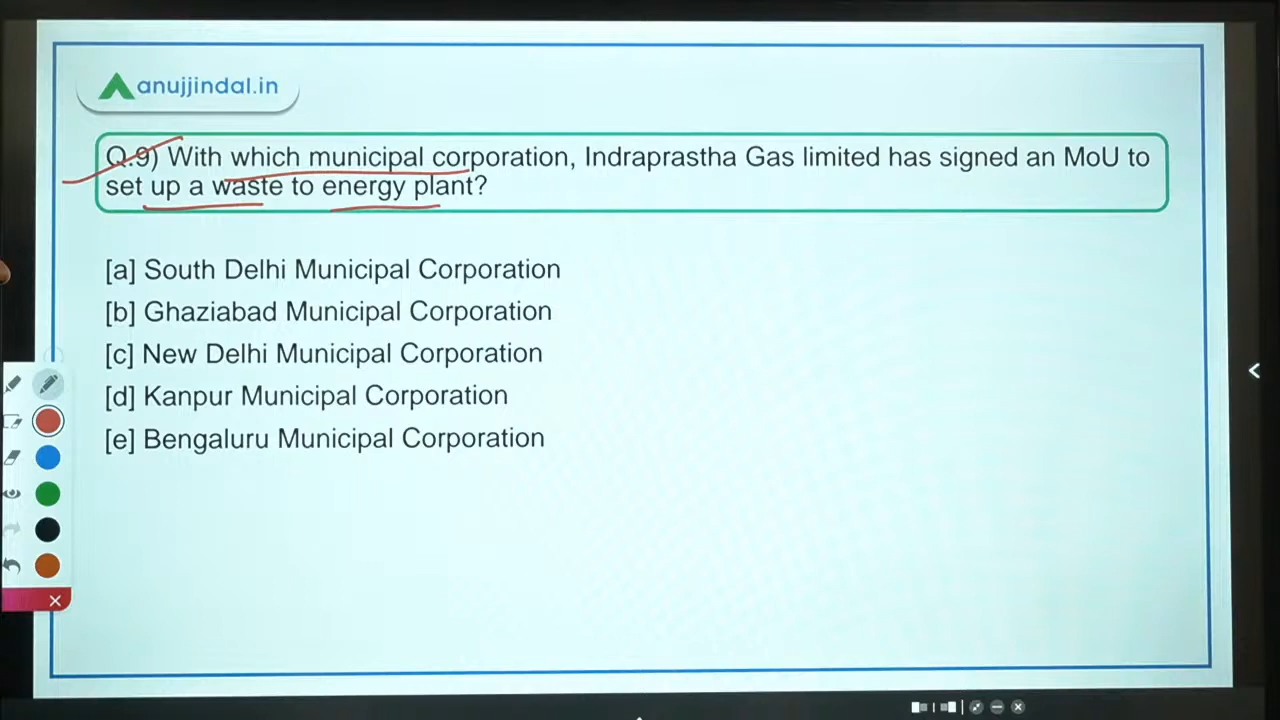 anujjindal.in
Q.9) With which municipal corporation, Indraprastha Gas limited has signed an MoU to
set up a waste to energy plant?
[a] South Delhi Municipal Corporation
[b] Ghaziabad Municipal Corporation
[c] New Delhi Municipal Corporation
[d] Kanpur Municipal Corporation
[e] Bengaluru Municipal Corporation